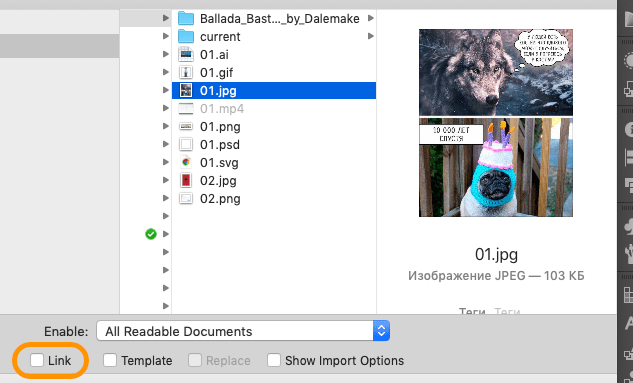 Ballada_Bast..._by_Dalemake
current
01.ai
01.gif
01.jpg
01.mp4
01.png
01.psd
01.svg
02.jpg
02.png
10 000 ЛЕТ
СПУСТЯ
01.jpg
Изображение JPEG — 103 КБ
Теги Теги
Enable: All Readable Documents
Link Template Replace Show Import Options